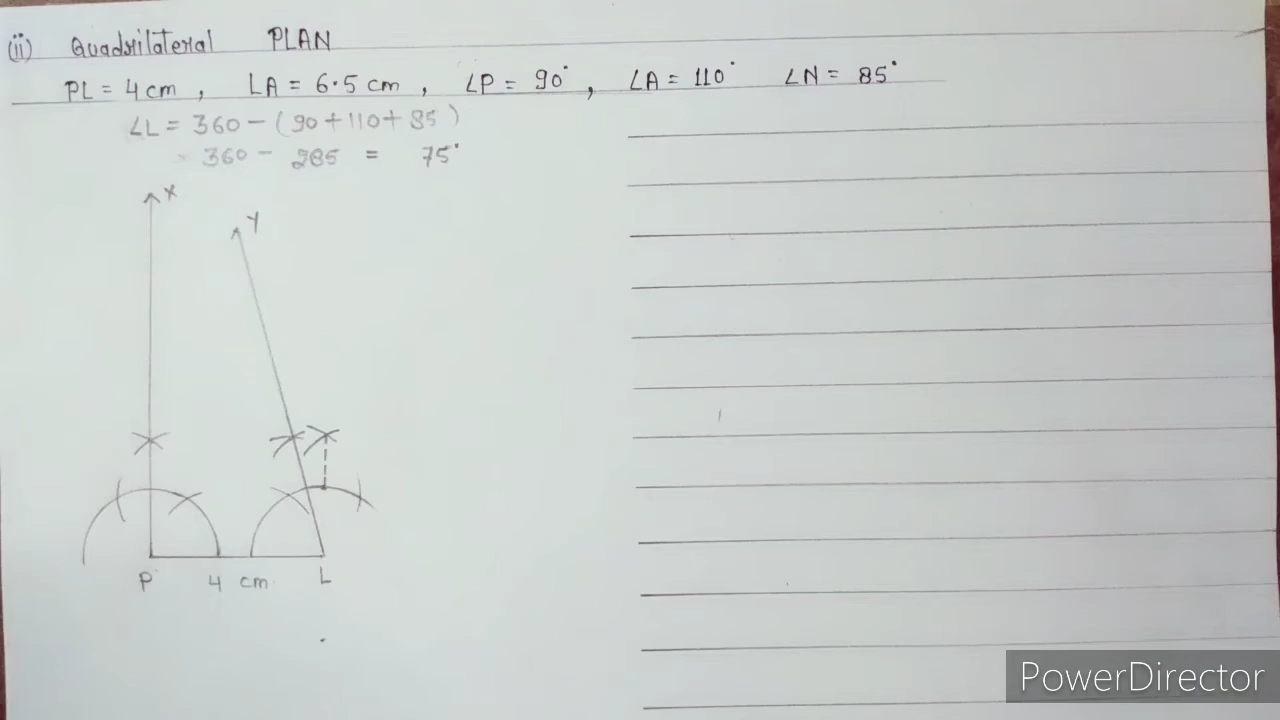 (ii) Quadrilateral PLAN
PL = 4 cm , LA = 6.5 cm , ∠P = 90° , ∠A = 110° ∠N = 85°
∠L = 360 - (90 + 110 + 85)
= 360 - 285 = 75°
X
Y
P 4 cm L
PowerDirector